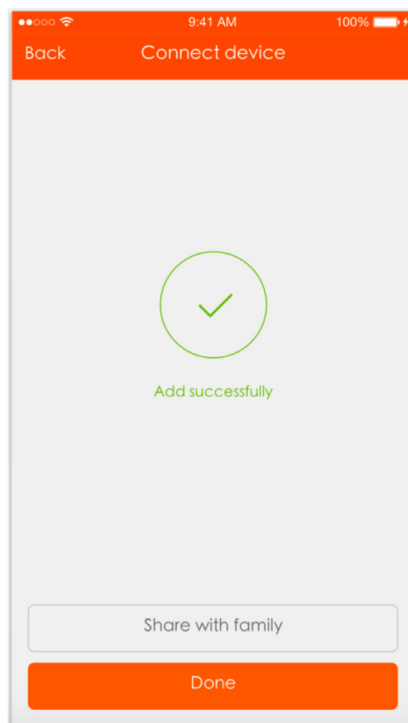 9:41 AM 100%
Back Connect device
Add successfully
Share with family
Done